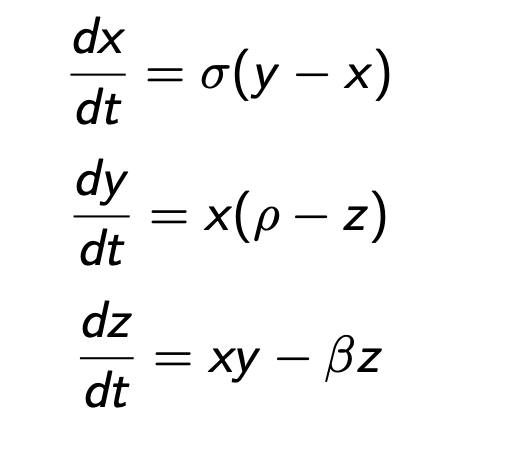 dx/dt = σ(y − x)
dy/dt = x(ρ − z)
dz/dt = xy − βz